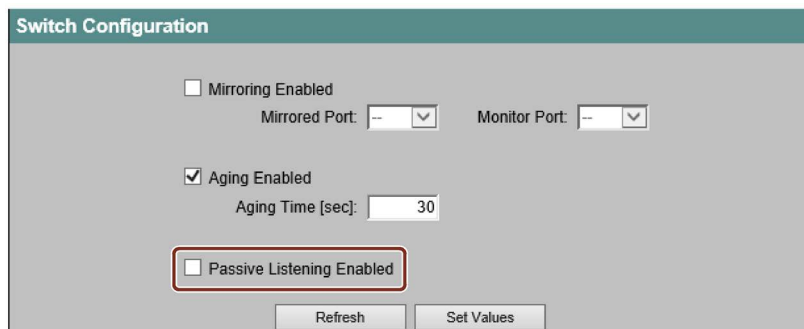 Switch Configuration
Mirroring Enabled
Mirrored Port: -- Monitor Port: --
Aging Enabled
Aging Time [sec]: 30
Passive Listening Enabled
Refresh Set Values